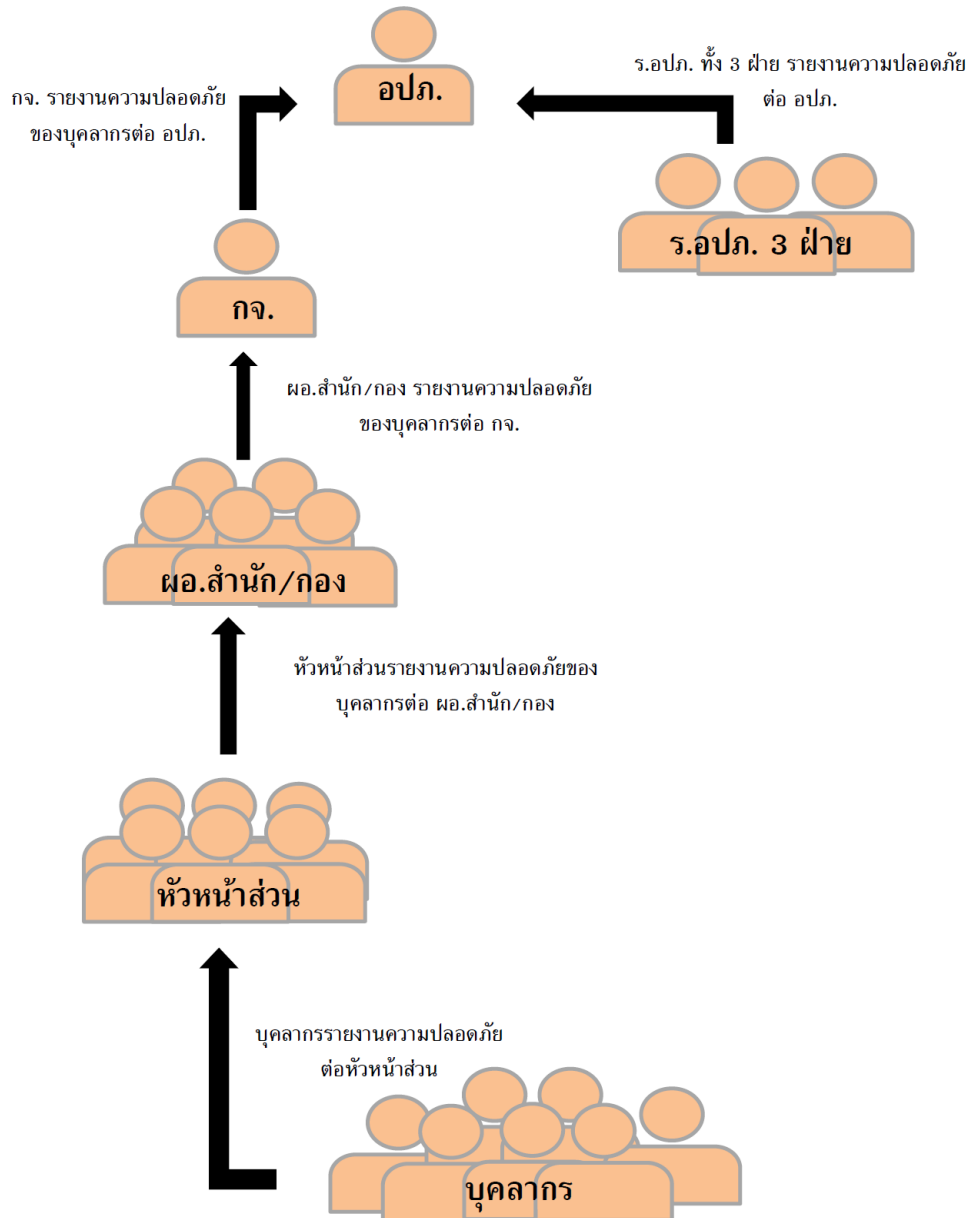 อปภ.
ร.อปภ. ทั้ง 3 ฝ่าย รายงานความปลอดภัย
ต่อ อปภ.
กจ. รายงานความปลอดภัย
ของบุคลากรต่อ อปภ.
ร.อปภ. 3 ฝ่าย
กจ.
ผอ.สำนัก/กอง รายงานความปลอดภัย
ของบุคลากรต่อ กจ.
ผอ.สำนัก/กอง
หัวหน้าส่วนรายงานความปลอดภัยของ
บุคลากรต่อ ผอ.สำนัก/กอง
หัวหน้าส่วน
บุคลากรรายงานความปลอดภัย
ต่อหัวหน้าส่วน
บุคลากร